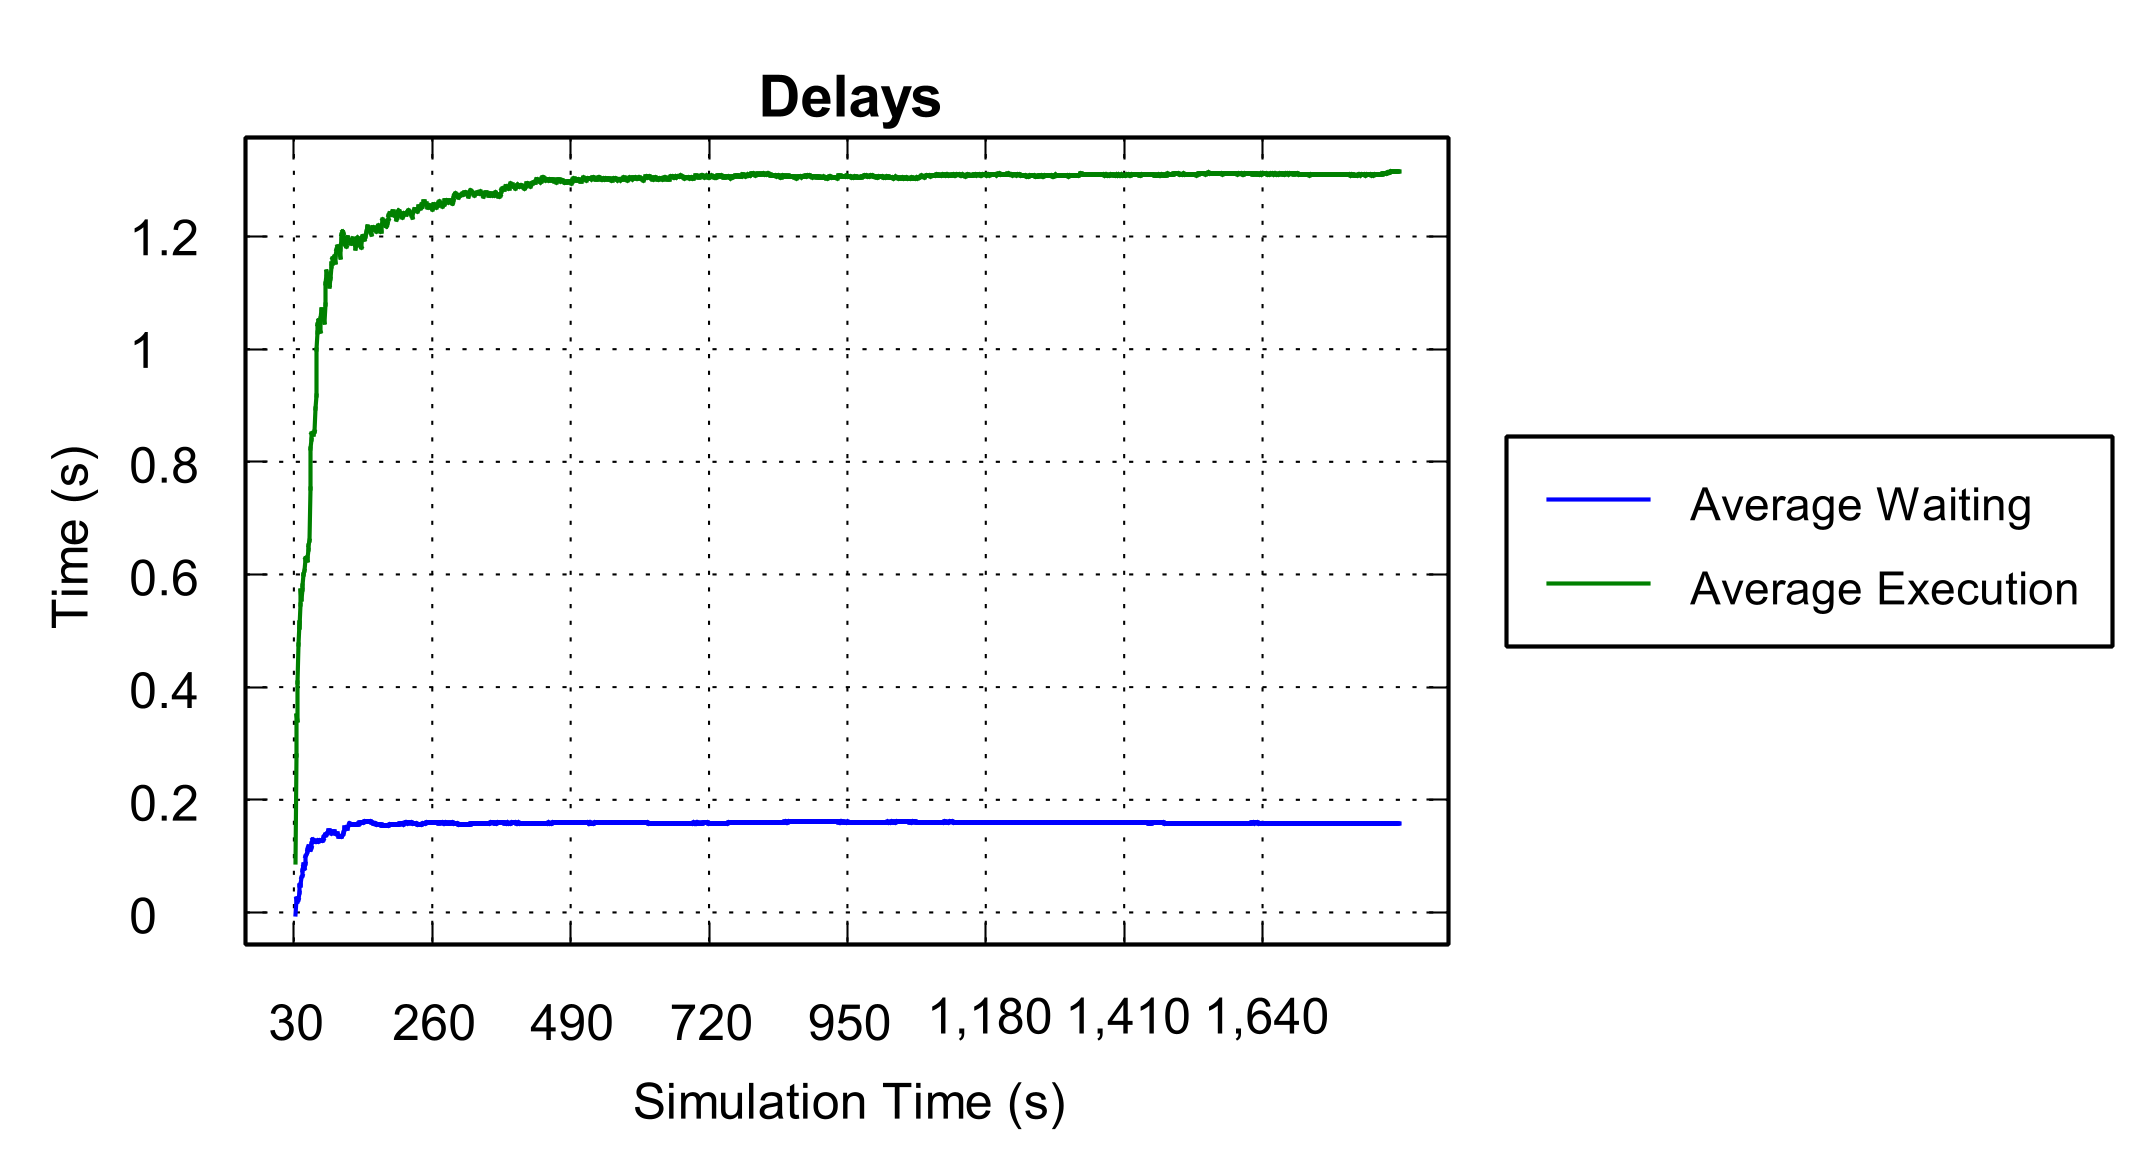 Delays
1.2
1
0.8
0.6
0.4
0.2
0
Time (s)
30 260 490 720 950 1,180 1,410 1,640
Simulation Time (s)
Average Waiting
Average Execution